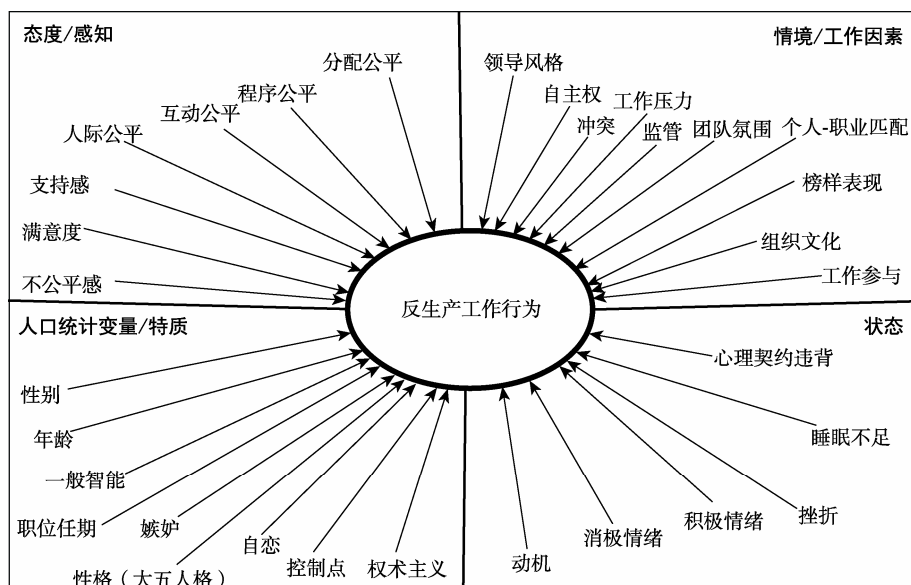 态度/感知
分配公平
程序公平
互动公平
人际公平
支持感
满意度
不公平感
情境/工作因素
领导风格
自主权
工作压力
冲突
监管
团队氛围
个人-职业匹配
榜样表现
组织文化
工作参与
反生产工作行为
人口统计变量/特质
性别
年龄
一般智能
职位任期
嫉妒
性格（大五人格）
自恋
控制点
权术主义
状态
心理契约违背
睡眠不足
挫折
积极情绪
消极情绪
动机